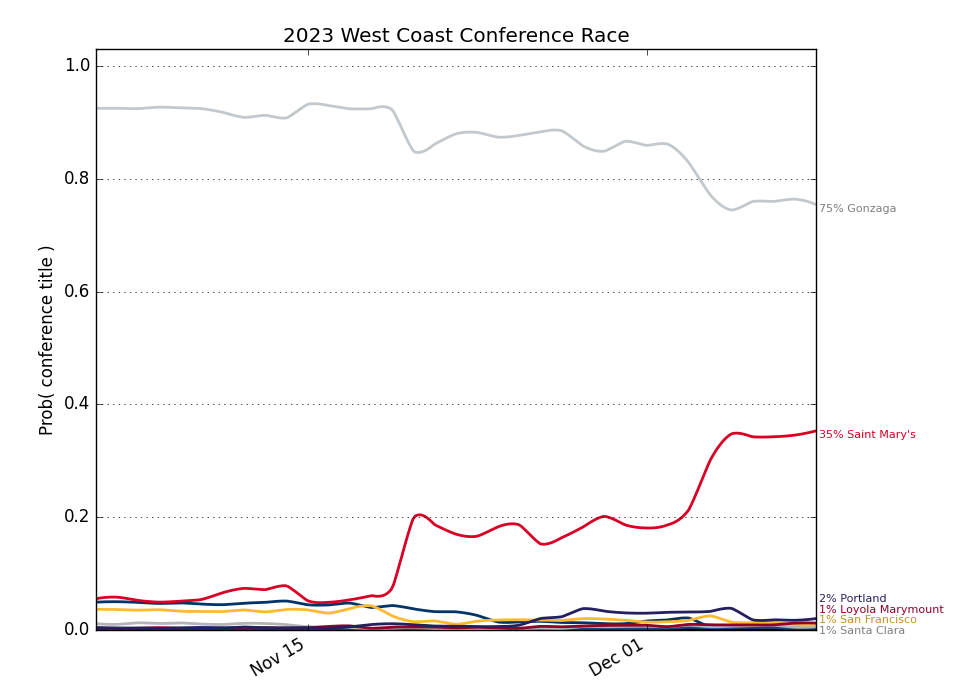 2023 West Coast Conference Race
1.0
0.8
0.6
0.4
0.2
0.0
Prob( conference title )
Nov 15
Dec 01
75% Gonzaga
35% Saint Mary's
2% Portland
1% Loyola Marymount
1% San Francisco
1% Santa Clara